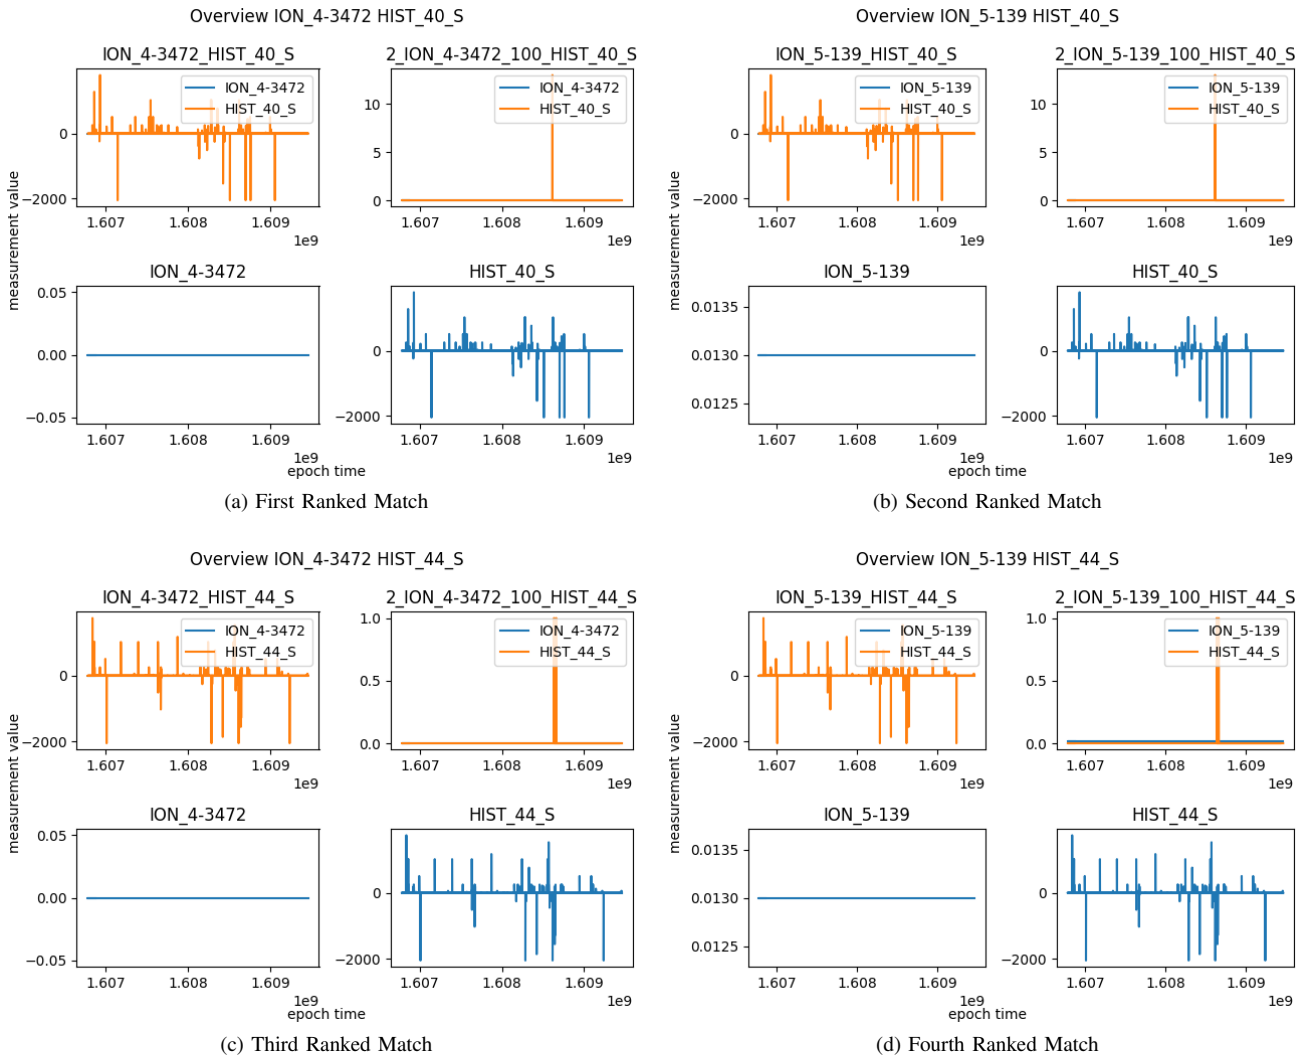 Overview ION_4-3472 HIST_40_S
ION_4-3472_HIST_40_S
ION_4-3472
HIST_40_S
0
−2000
1.607
1.608
1.609
1e9
2_ION_4-3472_100_HIST_40_S
ION_4-3472
HIST_40_S
10
5
0
1.607
1.608
1.609
1e9
measurement value
ION_4-3472
0.05
0.00
−0.05
1.607
1.608
1.609
1e9
HIST_40_S
0
−2000
1.607
1.608
1.609
1e9
epoch time
(a) First Ranked Match
Overview ION_5-139 HIST_40_S
ION_5-139_HIST_40_S
ION_5-139
HIST_40_S
0
−2000
1.607
1.608
1.609
1e9
2_ION_5-139_100_HIST_40_S
ION_5-139
HIST_40_S
10
5
0
1.607
1.608
1.609
1e9
measurement value
ION_5-139
0.0135
0.0130
0.0125
1.607
1.608
1.609
1e9
HIST_40_S
0
−2000
1.607
1.608
1.609
1e9
epoch time
(b) Second Ranked Match
Overview ION_4-3472 HIST_44_S
ION_4-3472_HIST_44_S
ION_4-3472
HIST_44_S
0
−2000
1.607
1.608
1.609
1e9
2_ION_4-3472_100_HIST_44_S
ION_4-3472
HIST_44_S
1.0
0.5
0.0
1.607
1.608
1.609
1e9
measurement value
ION_4-3472
0.05
0.00
−0.05
1.607
1.608
1.609
1e9
HIST_44_S
0
−2000
1.607
1.608
1.609
1e9
epoch time
(c) Third Ranked Match
Overview ION_5-139 HIST_44_S
ION_5-139_HIST_44_S
ION_5-139
HIST_44_S
0
−2000
1.607
1.608
1.609
1e9
2_ION_5-139_100_HIST_44_S
ION_5-139
HIST_44_S
1.0
0.5
0.0
1.607
1.608
1.609
1e9
measurement value
ION_5-139
0.0135
0.0130
0.0125
1.607
1.608
1.609
1e9
HIST_44_S
0
−2000
1.607
1.608
1.609
1e9
epoch time
(d) Fourth Ranked Match